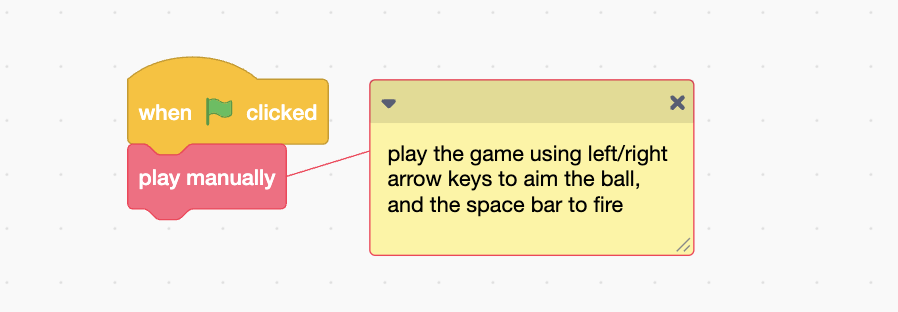 when clicked
play manually
play the game using left/right
arrow keys to aim the ball,
and the space bar to fire